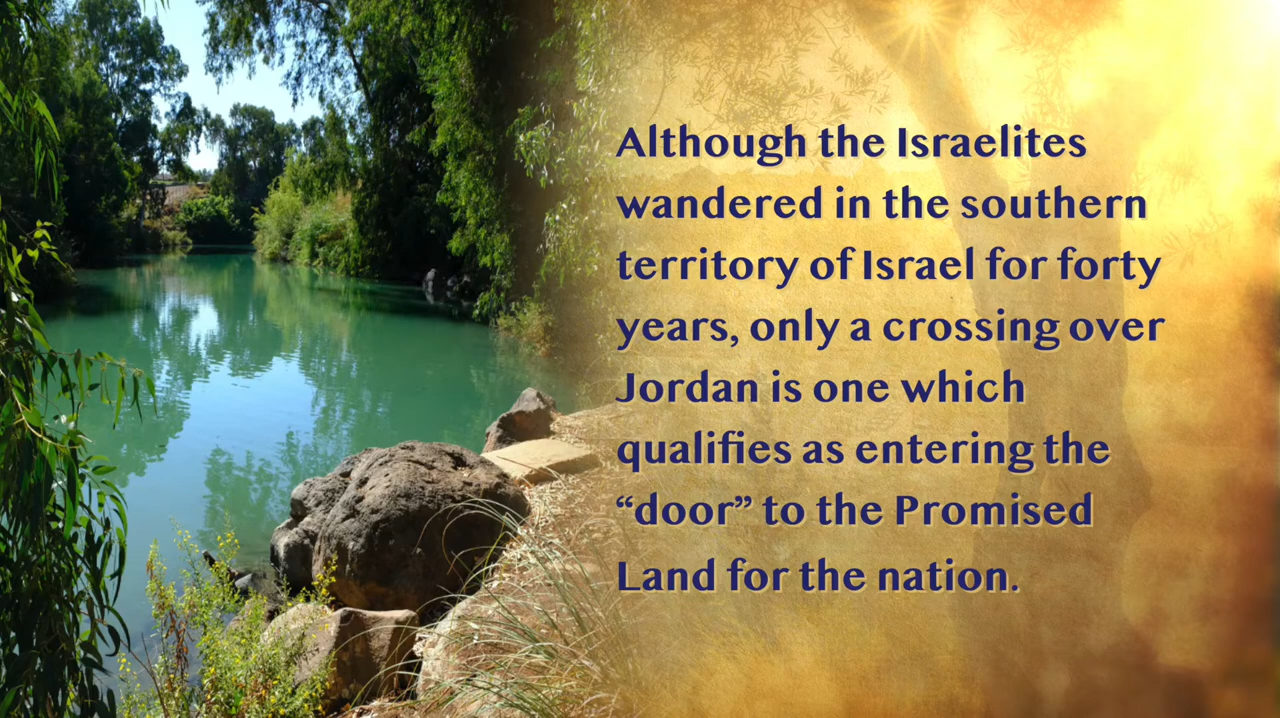 Although the Israelites
wandered in the southern
territory of Israel for forty
years, only a crossing over
Jordan is one which
qualifies as entering the
“door” to the Promised
Land for the nation.